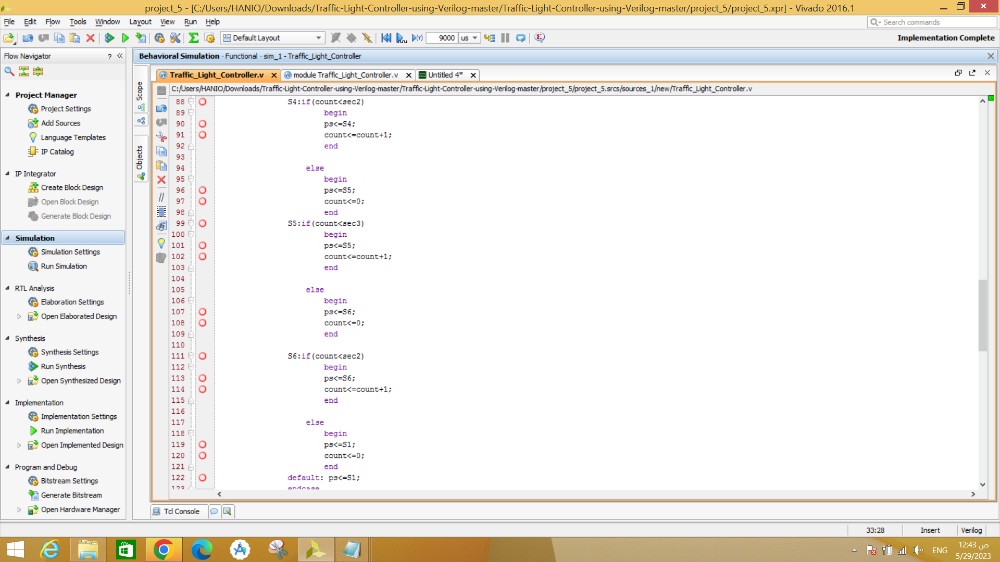 project_5 - [C:/Users/HANIO/Downloads/Traffic-Light-Controller-using-Verilog-master/Traffic-Light-Controller-using-Verilog-master/project_5/project_5.xpr] - Vivado 2016.1
File Edit Flow Tools Window Layout View Run Help
Search commands
Default Layout
9000 us
Implementation Complete
Flow Navigator
Project Manager
Project Settings
Add Sources
Language Templates
IP Catalog
IP Integrator
Create Block Design
Open Block Design
Generate Block Design
Simulation
Simulation Settings
Run Simulation
RTL Analysis
Elaboration Settings
Open Elaborated Design
Synthesis
Synthesis Settings
Run Synthesis
Open Synthesized Design
Implementation
Implementation Settings
Run Implementation
Open Implemented Design
Program and Debug
Bitstream Settings
Generate Bitstream
Open Hardware Manager
Behavioral Simulation - Functional - sim_1 - Traffic_Light_Controller
Scope
Objects
Traffic_Light_Controller.v
module Traffic_Light_Controller.v
Untitled 4*
C:/Users/HANIO/Downloads/Traffic-Light-Controller-using-Verilog-master/Traffic-Light-Controller-using-Verilog-master/project_5/project_5.srcs/sources_1/new/Traffic_Light_Controller.v
88 S4:if(count<sec2)
89 begin
90 ps<=S4;
91 count<=count+1;
92 end
93
94 else
95 begin
96 ps<=S5;
97 count<=0;
98 end
99 S5:if(count<sec3)
100 begin
101 ps<=S5;
102 count<=count+1;
103 end
104
105 else
106 begin
107 ps<=S6;
108 count<=0;
109 end
110
111 S6:if(count<sec2)
112 begin
113 ps<=S6;
114 count<=count+1;
115 end
116
117 else
118 begin
119 ps<=S1;
120 count<=0;
121 end
122 default: ps<=S1;
123 endcase
Tcl Console
33:28 Insert Verilog
ENG
12:43 ص
5/29/2023